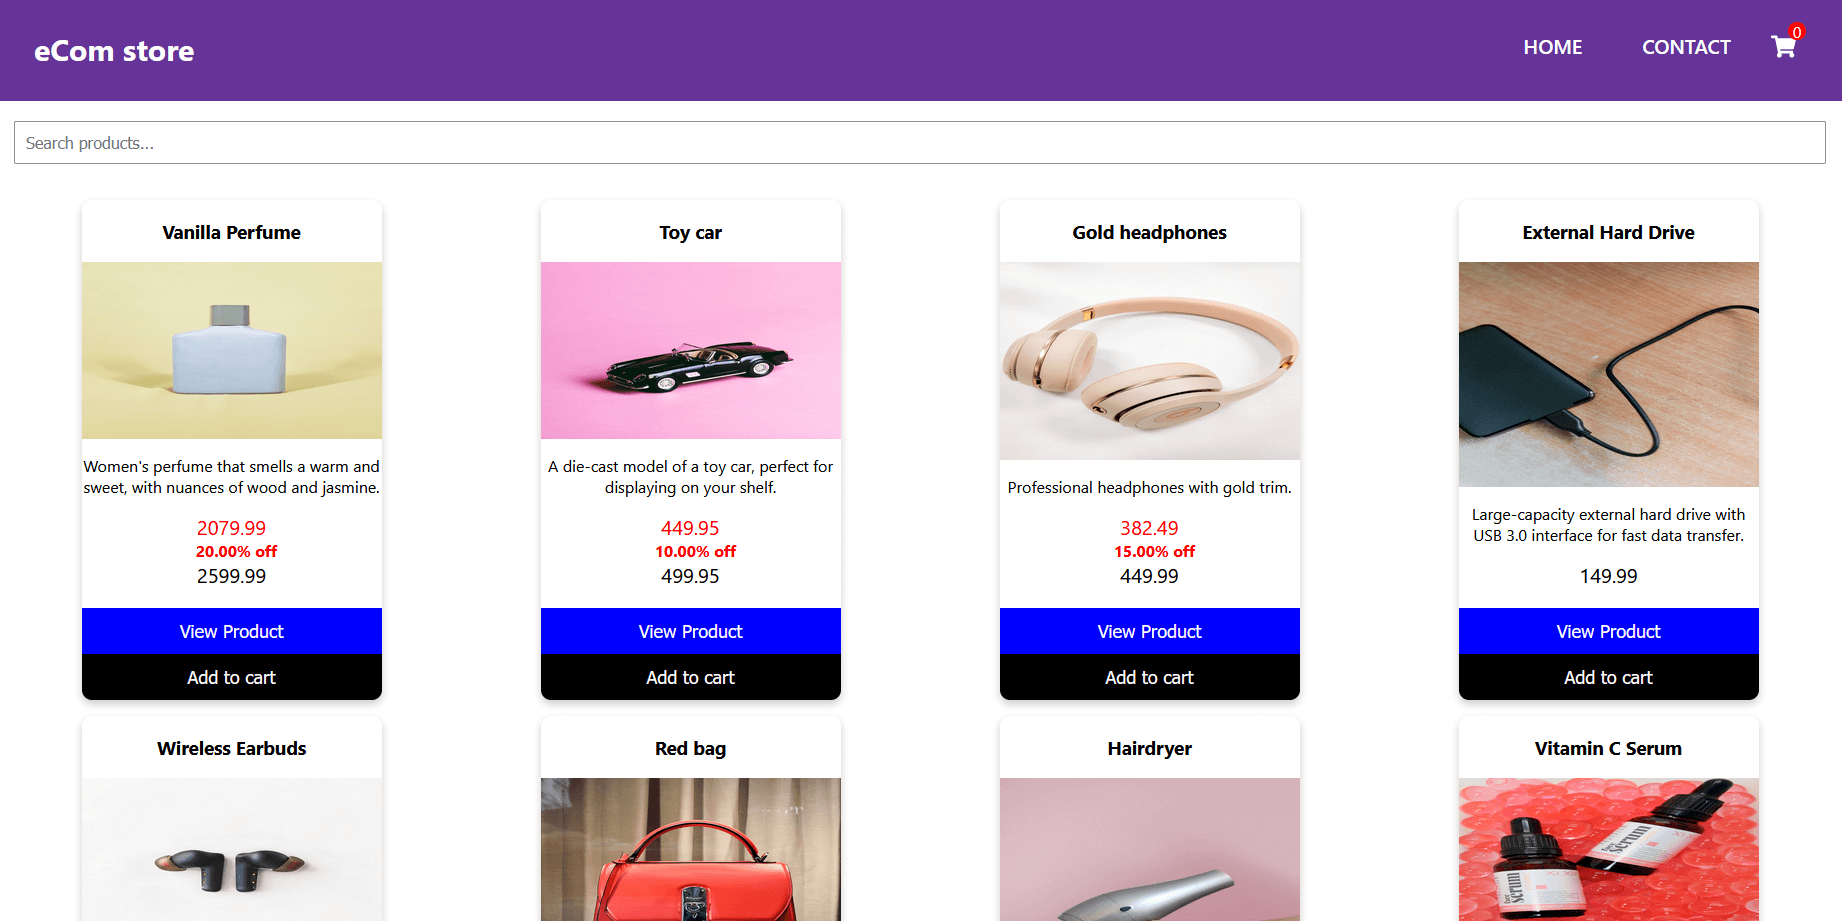 eCom store
HOME
CONTACT
0
Search products...
Vanilla Perfume
Women's perfume that smells a warm and
sweet, with nuances of wood and jasmine.
2079.99
20.00% off
2599.99
View Product
Add to cart
Toy car
A die-cast model of a toy car, perfect for
displaying on your shelf.
449.95
10.00% off
499.95
View Product
Add to cart
Gold headphones
Professional headphones with gold trim.
382.49
15.00% off
449.99
View Product
Add to cart
External Hard Drive
Large-capacity external hard drive with
USB 3.0 interface for fast data transfer.
149.99
View Product
Add to cart
Wireless Earbuds
Red bag
Hairdryer
Vitamin C Serum
serum
serum